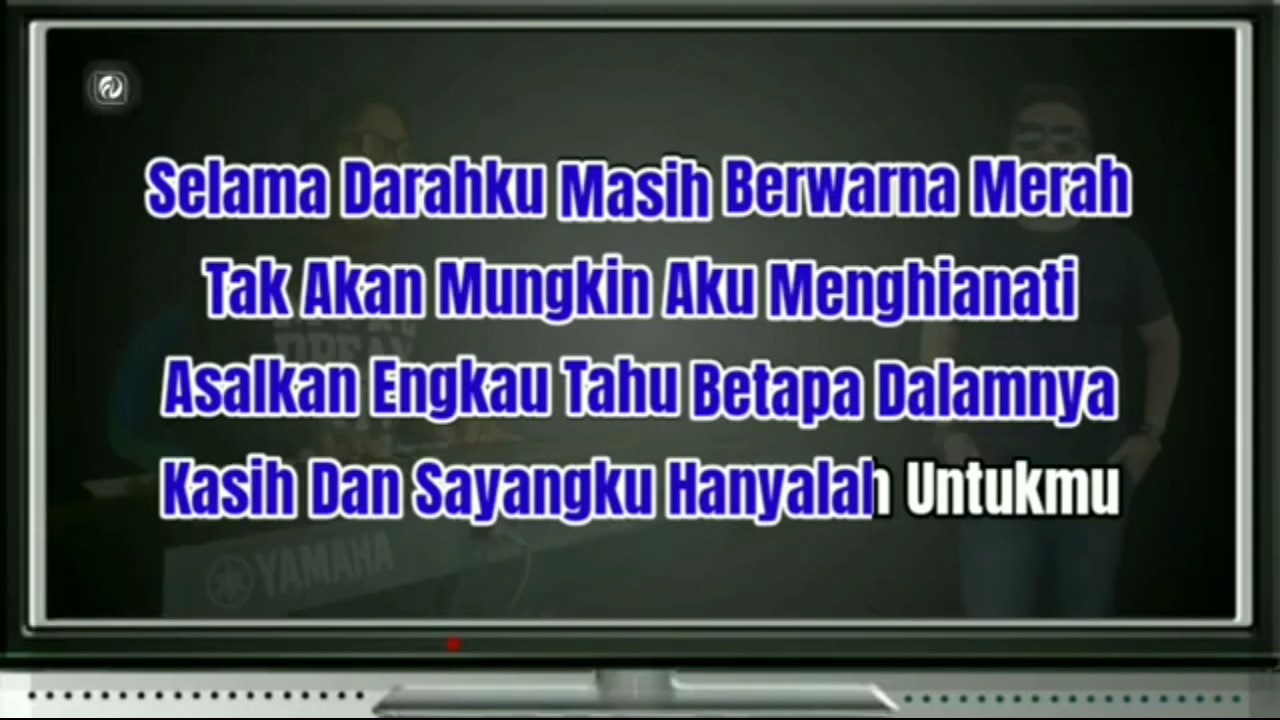 Selama Darahku Masih Berwarna Merah
Tak Akan Mungkin Aku Menghianati
Asalkan Engkau Tahu Betapa Dalamnya
Kasih Dan Sayangku Hanyalah Untukmu
YAMAHA